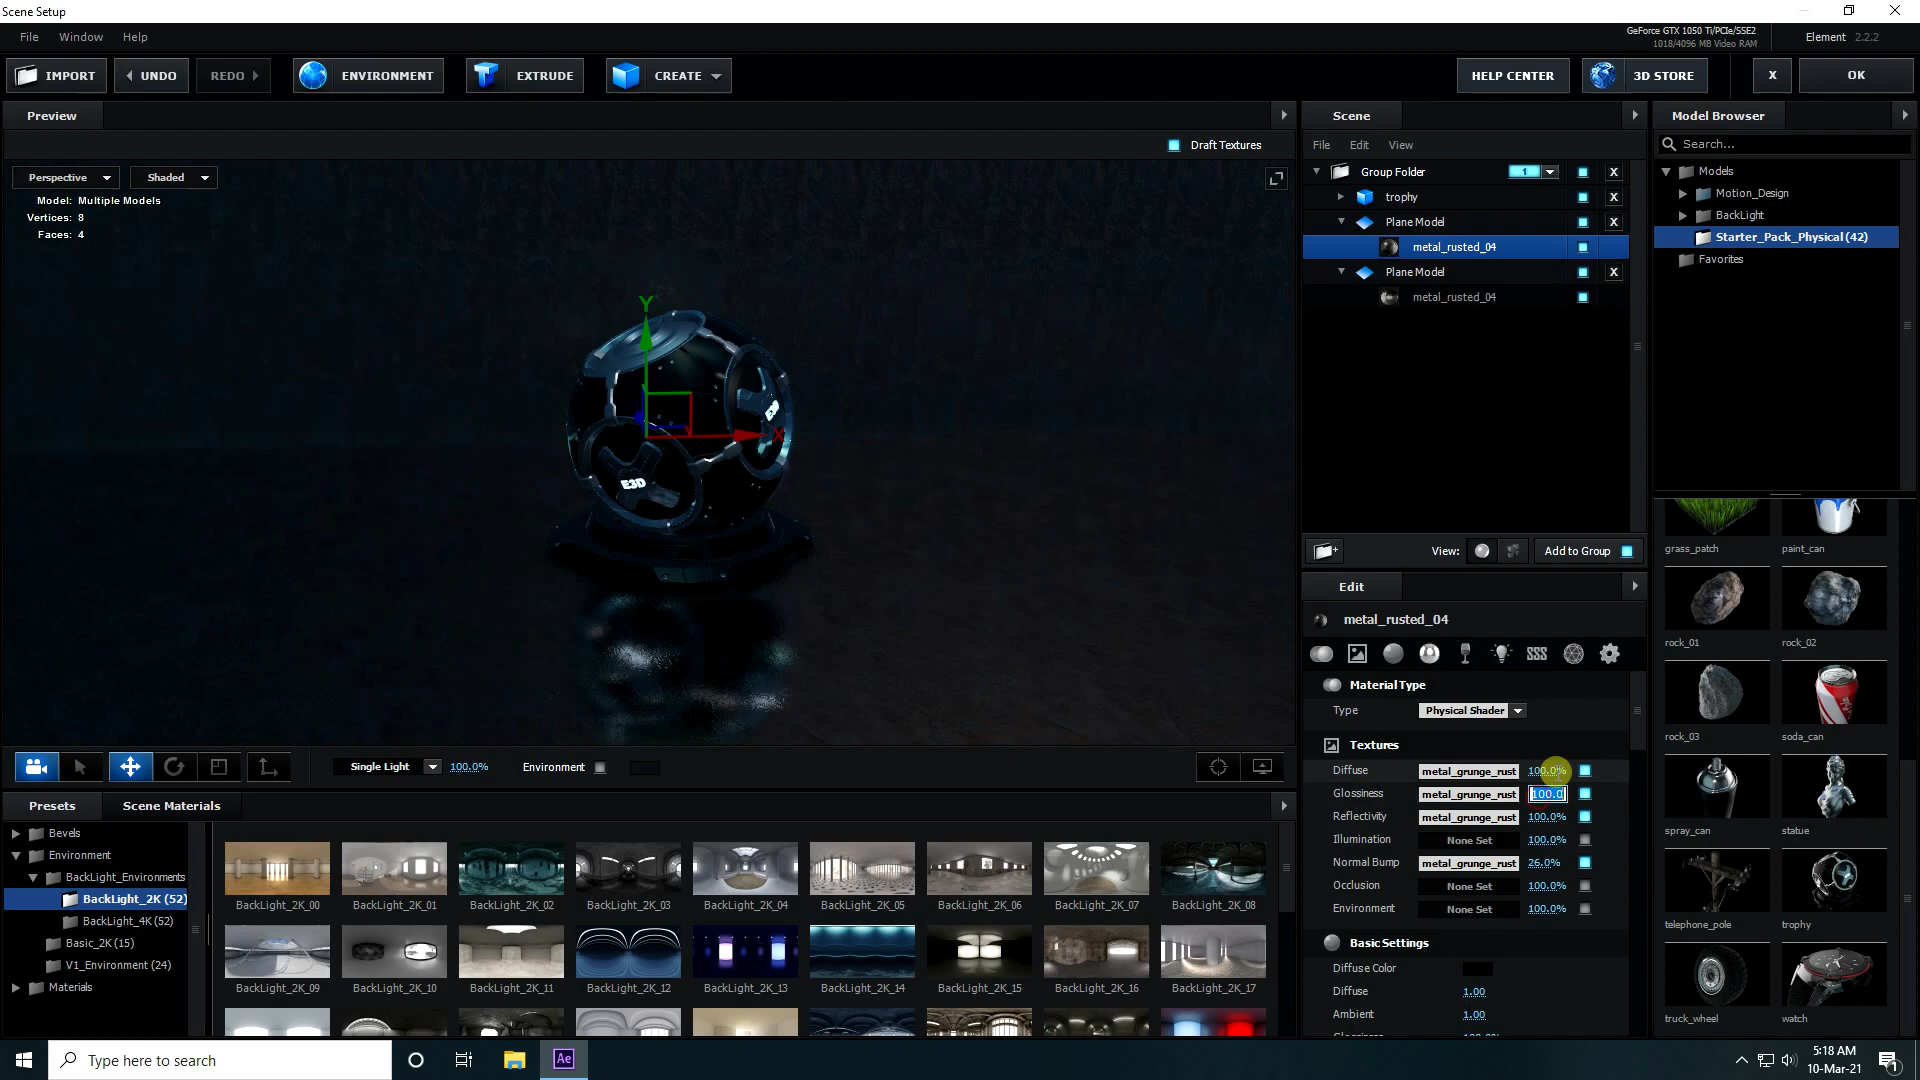 Scene Setup
File Window Help
GeForce GTX 1050 Ti/PCIe/SSE2
1018/4096 MB Video RAM
Element 2.2.2
IMPORT UNDO REDO ENVIRONMENT EXTRUDE CREATE HELP CENTER 3D STORE X OK
Preview
Draft Textures
Perspective Shaded
Model: Multiple Models
Vertices: 8
Faces: 4
Y
X
E3D
E3D
Single Light 100.0% Environment
Presets Scene Materials
Bevels
Environment
BackLight_Environments
BackLight_2K (52)
BackLight_4K (52)
Basic_2K (15)
V1_Environment (24)
Materials
BackLight_2K_00 BackLight_2K_01 BackLight_2K_02 BackLight_2K_03 BackLight_2K_04 BackLight_2K_05 BackLight_2K_06 BackLight_2K_07 BackLight_2K_08
BackLight_2K_09 BackLight_2K_10 BackLight_2K_11 BackLight_2K_12 BackLight_2K_13 BackLight_2K_14 BackLight_2K_15 BackLight_2K_16 BackLight_2K_17
Scene
File Edit View
Group Folder 1 X
trophy X
Plane Model X
metal_rusted_04
Plane Model X
metal_rusted_04
View: Add to Group
Edit
metal_rusted_04
Material Type
Type Physical Shader
Textures
Diffuse metal_grunge_rust 100.0%
Glossiness metal_grunge_rust 100.0
Reflectivity metal_grunge_rust 100.0%
Illumination None Set 100.0%
Normal Bump metal_grunge_rust 26.0%
Occlusion None Set 100.0%
Environment None Set 100.0%
Basic Settings
Diffuse Color
Diffuse 1.00
Ambient 1.00
Model Browser
Search...
Models
Motion_Design
BackLight
Starter_Pack_Physical (42)
Favorites
grass_patch paint_can
rock_01 rock_02
rock_03 soda_can
spray_can statue
telephone_pole trophy
truck_wheel watch
Type here to search
Ae
5:18 AM
10-Mar-21
1